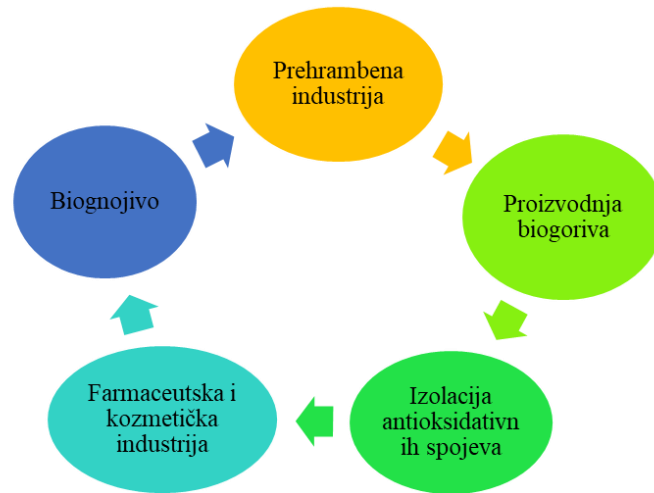 Prehrambena
industrija
Proizvodnja
biogoriva
Izolacija
antioksidativn
ih spojeva
Farmaceutska i
kozmetička
industrija
Biognojivo